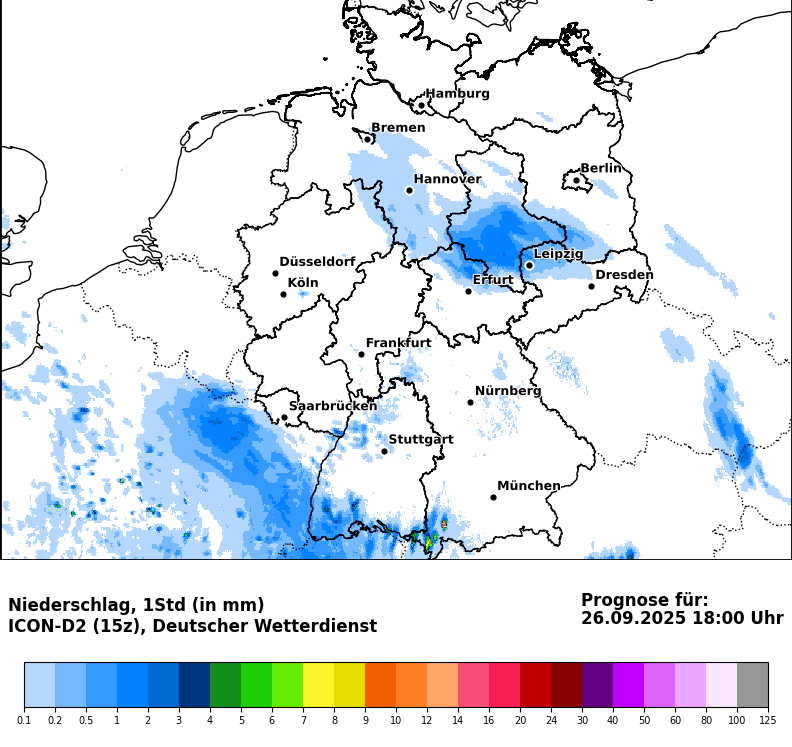 Hamburg
Bremen
Berlin
Hannover
Leipzig
Düsseldorf
Dresden
Köln
Erfurt
Frankfurt
Nürnberg
Saarbrücken
Stuttgart
München
Niederschlag, 1Std (in mm)
ICON-D2 (15z), Deutscher Wetterdienst
Prognose für:
26.09.2025 18:00 Uhr
0.1 0.2 0.5 1 2 3 4 5 6 7 8 9 10 12 14 16 20 24 30 40 50 60 80 100 125